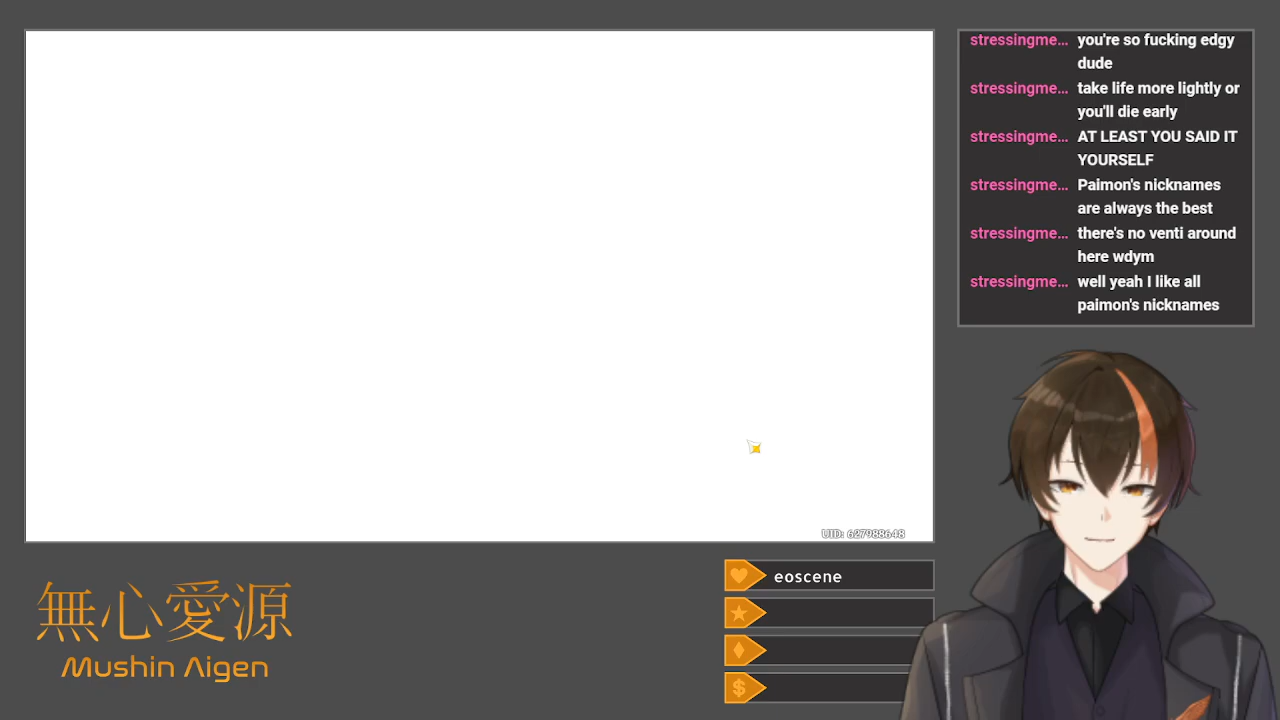 stressingme... you're so fucking edgy
dude
stressingme... take life more lightly or
you'll die early
stressingme... AT LEAST YOU SAID IT
YOURSELF
stressingme... Paimon's nicknames
are always the best
stressingme... there's no venti around
here wdym
stressingme... well yeah I like all
paimon's nicknames
UID: 627988648
eoscene
$
無心愛源
Mushin Aigen